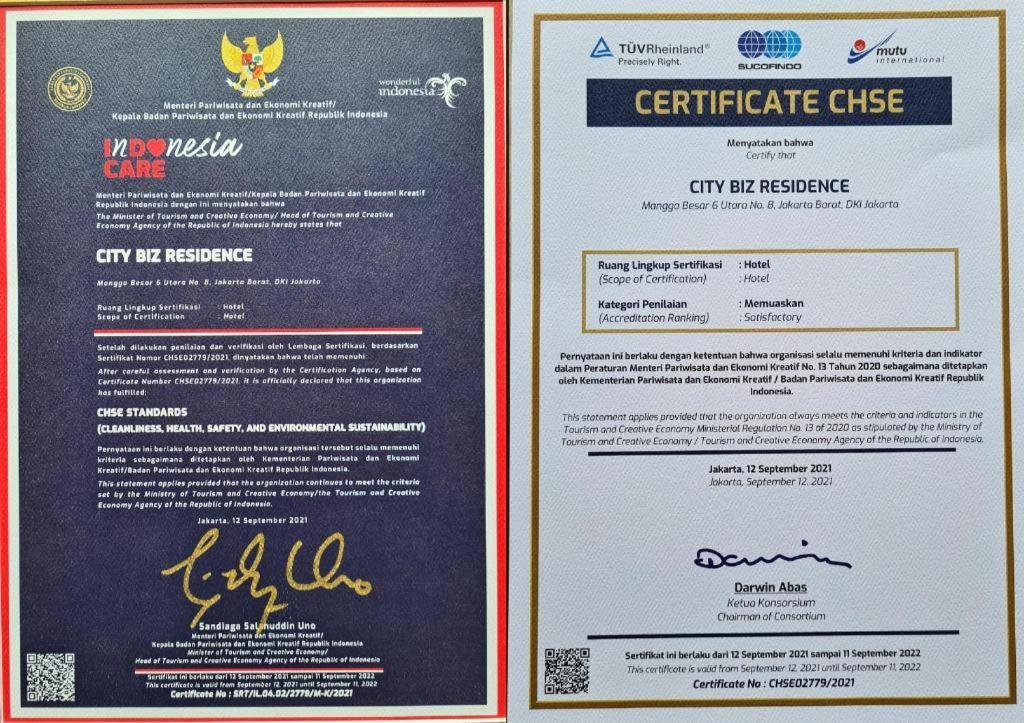 wonderful
indonesia
Menteri Pariwisata dan Ekonomi Kreatif/
Kepala Badan Pariwisata dan Ekonomi Kreatif Republik Indonesia
INDONesia
CARE
Menteri Pariwisata dan Ekonomi Kreatif/Kepala Badan Pariwisata dan Ekonomi Kreatif
Republik Indonesia dengan ini menyatakan bahwa
The Minister of Tourism and Creative Economy/ Head of Tourism and Creative
Economy Agency of the Republic of Indonesia hereby states that
CITY BIZ RESIDENCE
Mangga Besar 6 Utara No. 8, Jakarta Barat, DKI Jakarta
Ruang Lingkup Sertifikasi : Hotel
Scope of Certification : Hotel
Setelah dilakukan penilaian dan verifikasi oleh Lembaga Sertifikasi, berdasarkan
Sertifikat Nomor CHSE02779/2021, dinyatakan bahwa telah memenuhi:
After careful assessment and verification by the Certification Agency, based on
Certificate Number CHSE02779/2021, it is officially declared that this organization
has fulfilled:
CHSE STANDARDS
(CLEANLINESS, HEALTH, SAFETY, AND ENVIRONMENTAL SUSTAINABILITY)
Pernyataan ini berlaku dengan ketentuan bahwa organisasi tersebut selalu memenuhi
kriteria sebagaimana ditetapkan oleh Kementerian Pariwisata dan Ekonomi
Kreatif/Badan Pariwisata dan Ekonomi Kreatif Republik Indonesia.
This statement applies provided that the organization continues to meet the criteria
set by the Ministry of Tourism and Creative Economy/the Tourism and Creative
Economy Agency of the Republic of Indonesia.
Jakarta, 12 September 2021
Sandiaga Salahuddin Uno
Menteri Pariwisata dan Ekonomi Kreatif/
Kepala Badan Pariwisata dan Ekonomi Kreatif Republik Indonesia
Minister of Tourism and Creative Economy/
Head of Tourism and Creative Economy Agency of the Republic of Indonesia
Sertifikat ini berlaku dari 12 September 2021 sampai 11 September 2022
This certificate is valid from September 12, 2021 until September 11, 2022
Certificate No : SRT/IL.04.02/2779/M-K/2021
TÜVRheinland®
Precisely Right.
SUCOFINDO
mutu
international
CERTIFICATE CHSE
Menyatakan bahwa
Certify that
CITY BIZ RESIDENCE
Mangga Besar 6 Utara No. 8, Jakarta Barat, DKI Jakarta
Ruang Lingkup Sertifikasi : Hotel
(Scope of Certification) : Hotel
Kategori Penilaian : Memuaskan
(Accreditation Ranking) : Satisfactory
Pernyataan ini berlaku dengan ketentuan bahwa organisasi selalu memenuhi kriteria dan indikator
dalam Peraturan Menteri Pariwisata dan Ekonomi Kreatif No. 13 Tahun 2020 sebagaimana ditetapkan
oleh Kementerian Pariwisata dan Ekonomi Kreatif / Badan Pariwisata dan Ekonomi Kreatif Republik
Indonesia.
This statement applies provided that the organization always meets the criteria and indicators in the
Tourism and Creative Economy Ministerial Regulation No. 13 of 2020 as stipulated by the Ministry of
Tourism and Creative Economy / Tourism and Creative Economy Agency of the Republic of Indonesia.
Jakarta, 12 September 2021
Jakarta, September 12, 2021
Darwin Abas
Ketua Konsorsium
Chairman of Consortium
Sertifikat ini berlaku dari 12 September 2021 sampai 11 September 2022
This certificate is valid from September 12, 2021 until September 11, 2022
Certificate No : CHSE02779/2021